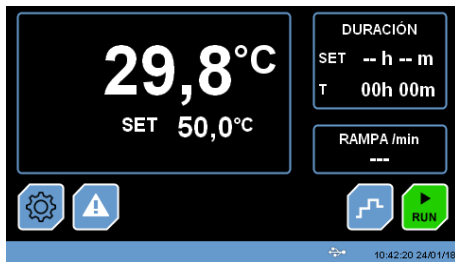 29,8°C
SET 50,0°C
DURACIÓN
SET -- h -- m
T 00h 00m
RAMPA /min
---
RUN
10:42:20 24/01/18